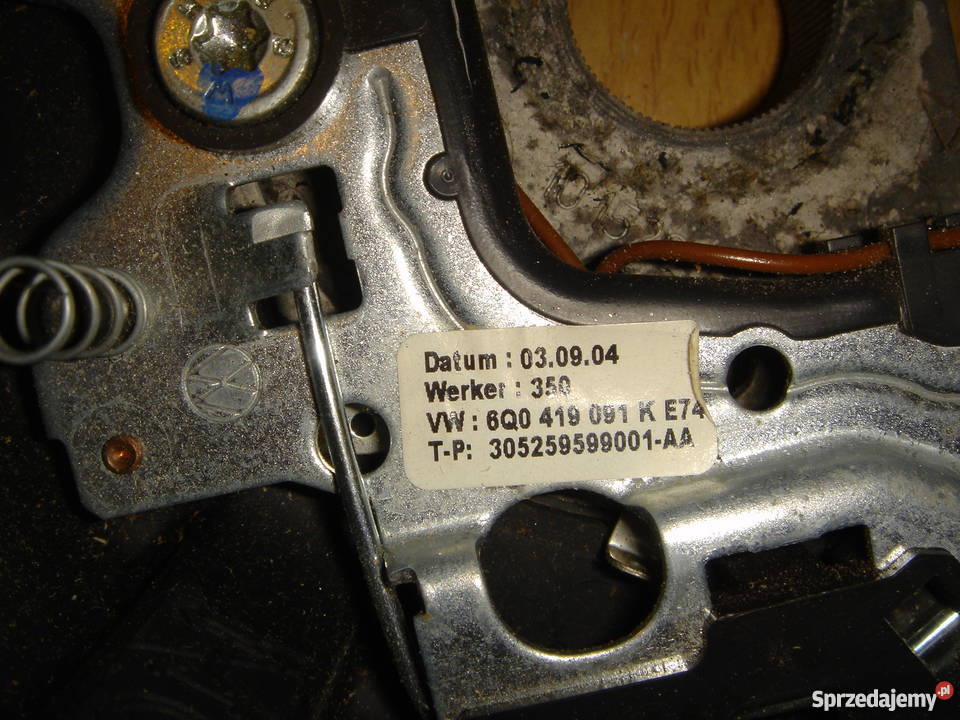 Datum : 03.09.04
Werker : 350
VW : 6Q0 419 091 K E74
T-P: 305259599001-AA
Sprzedajemy.pl